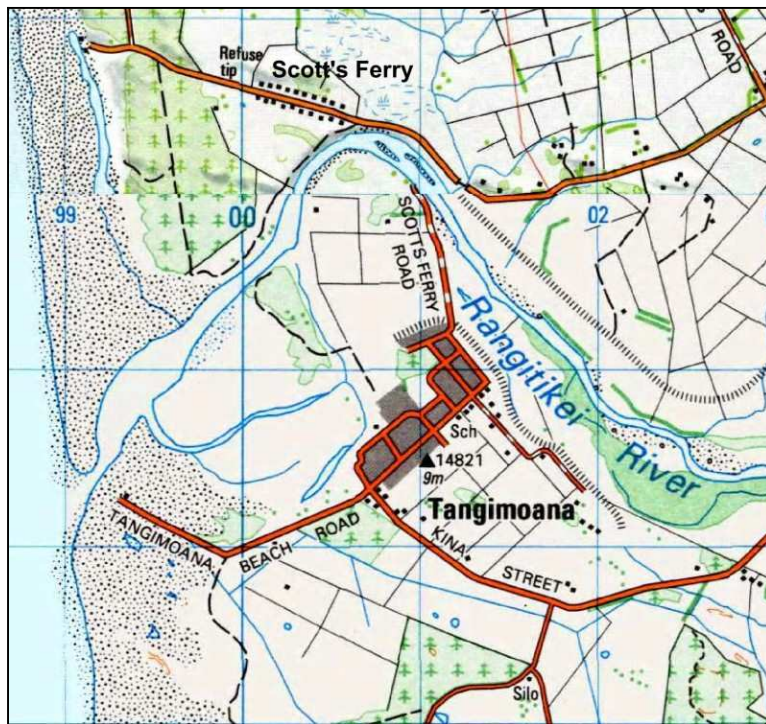 Refuse
tip
Scott's Ferry
ROAD
99
00
02
SCOTTS FERRY
ROAD
Rangitikei River
Sch
14821
9m
Tangimoana
TANGIMOANA BEACH ROAD
KINA STREET
Silo